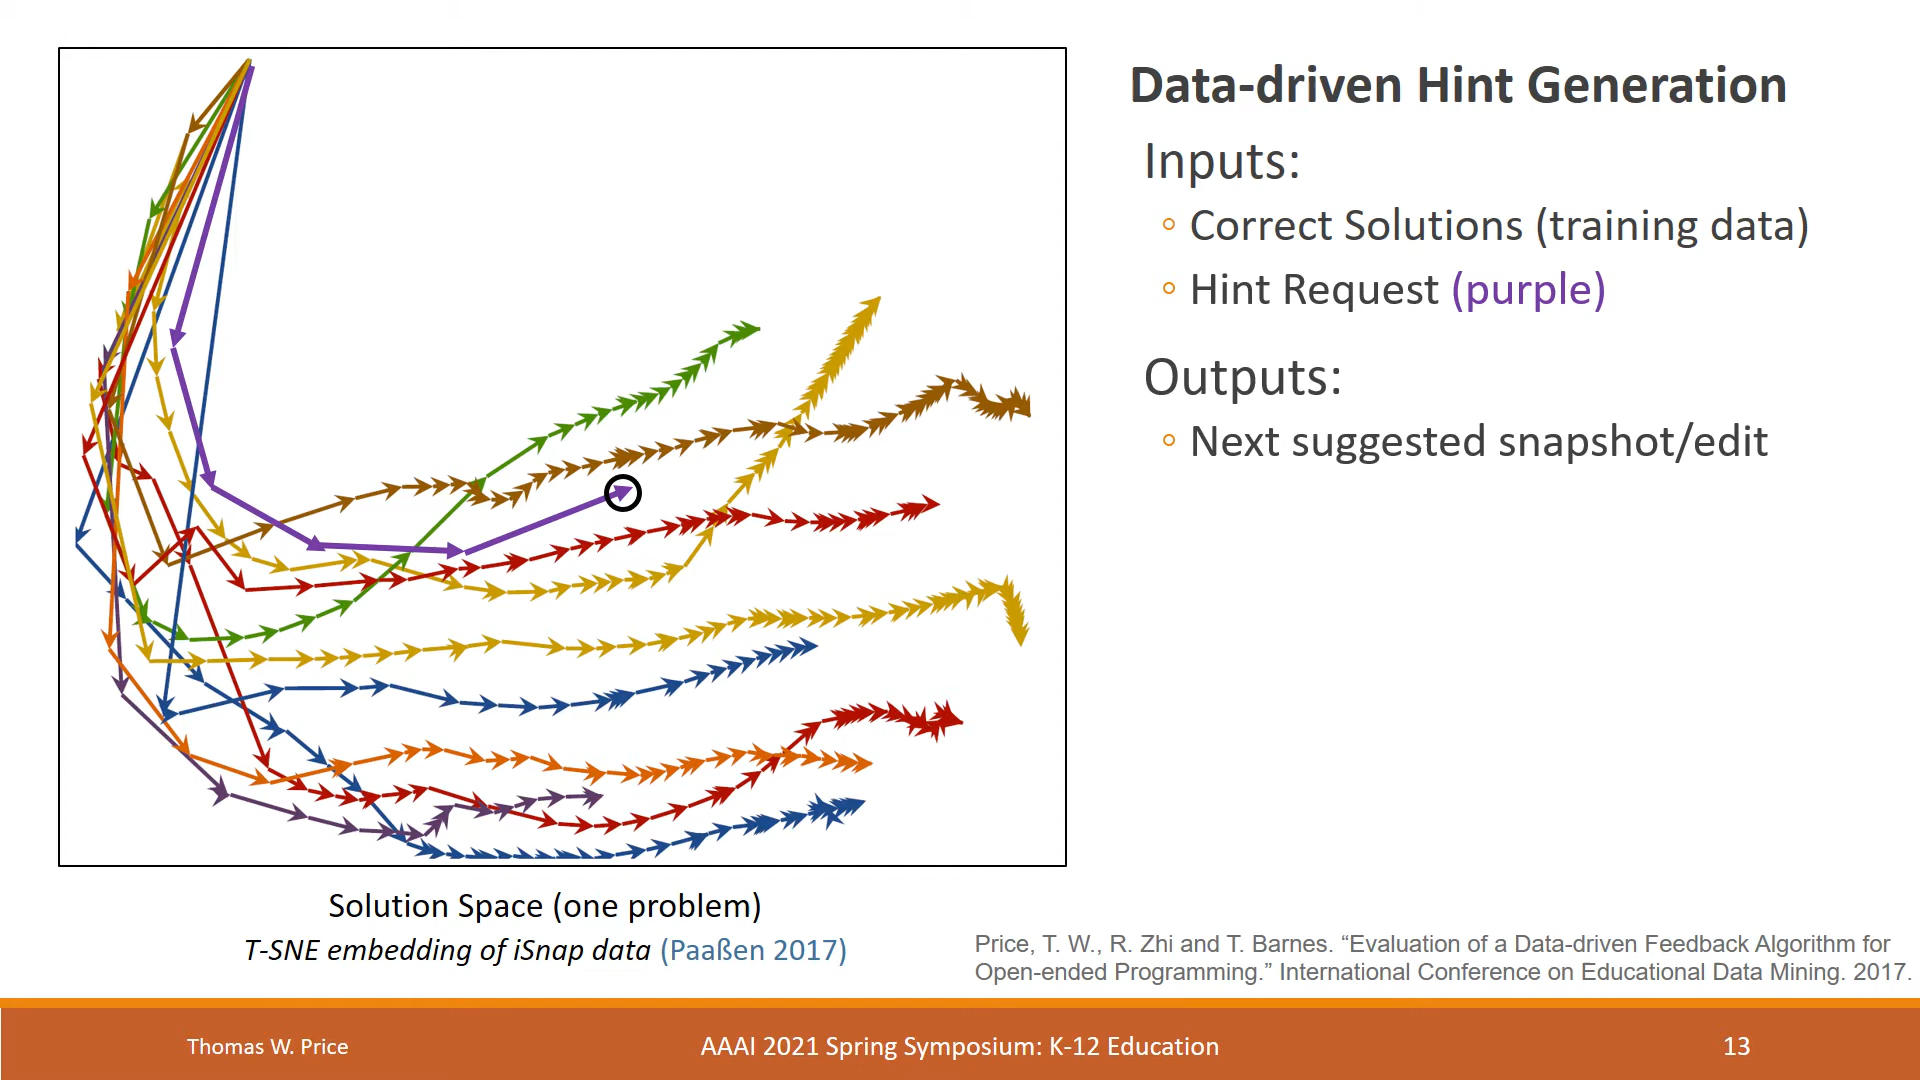 Data-driven Hint Generation
Inputs:
Correct Solutions (training data)
Hint Request (purple)
Outputs:
Next suggested snapshot/edit
Solution Space (one problem)
T-SNE embedding of iSnap data (Paaßen 2017)
Price, T. W., R. Zhi and T. Barnes. “Evaluation of a Data-driven Feedback Algorithm for
Open-ended Programming.” International Conference on Educational Data Mining. 2017.
Thomas W. Price
AAAI 2021 Spring Symposium: K-12 Education
13